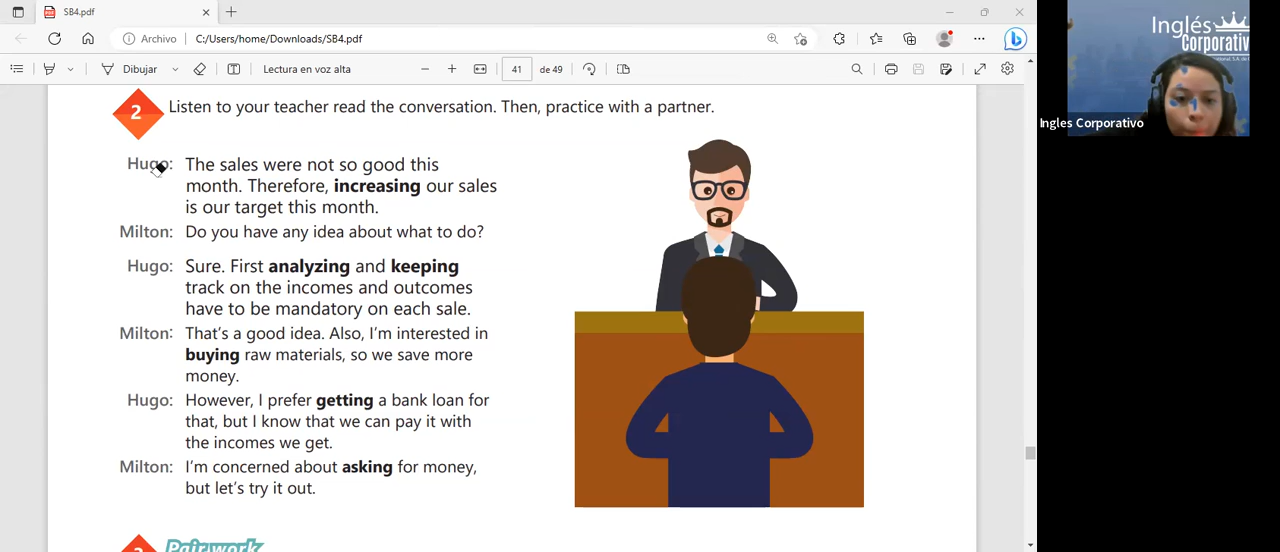 SB4.pdf
Archivo C:/Users/home/Downloads/SB4.pdf
Dibujar Lectura en voz alta 41 de 49
Inglés
Corporativ
Ingles Corporativo
2 Listen to your teacher read the conversation. Then, practice with a partner.
Hugo: The sales were not so good this
month. Therefore, increasing our sales
is our target this month.
Milton: Do you have any idea about what to do?
Hugo: Sure. First analyzing and keeping
track on the incomes and outcomes
have to be mandatory on each sale.
Milton: That's a good idea. Also, I'm interested in
buying raw materials, so we save more
money.
Hugo: However, I prefer getting a bank loan for
that, but I know that we can pay it with
the incomes we get.
Milton: I'm concerned about asking for money,
but let's try it out.
3 Pair work